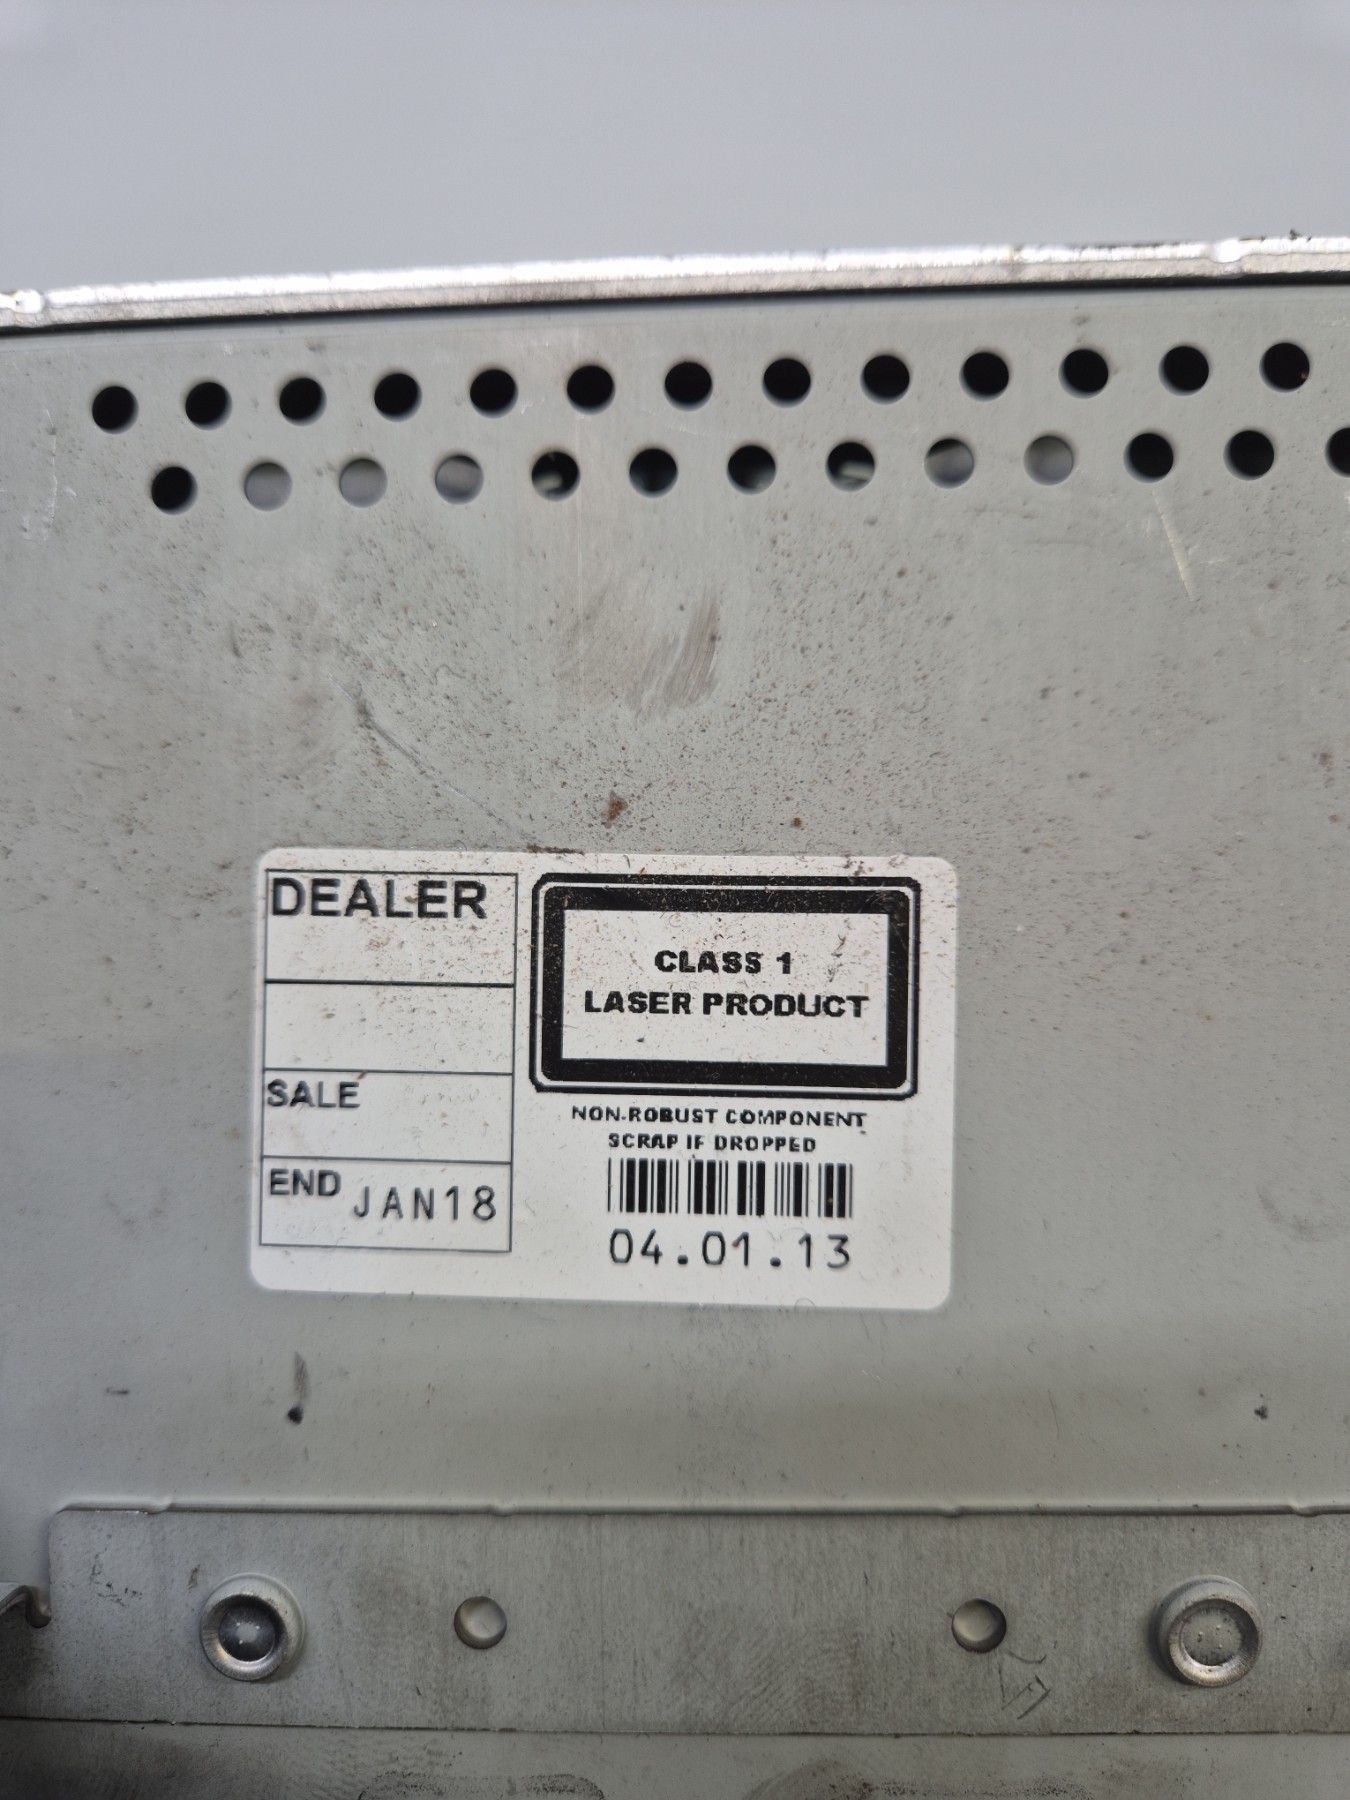 DEALER
SALE
END JAN18
CLASS 1
LASER PRODUCT
NON-ROBUST COMPONENT
SCRAP IF DROPPED
04.01.13